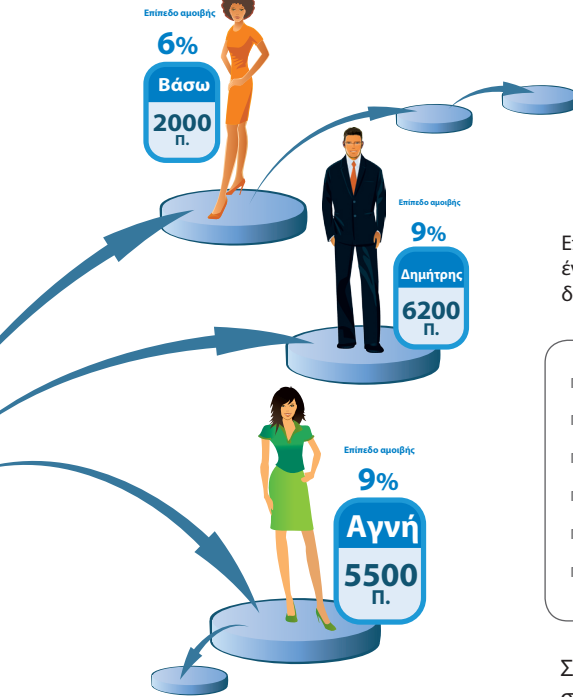 Επίπεδο αμοιβής
6%
Βάσω
2000
Π.
Επίπεδο αμοιβής
9%
Δημήτρης
6200
Π.
Επίπεδο αμοιβής
9%
Αγνή
5500
Π.